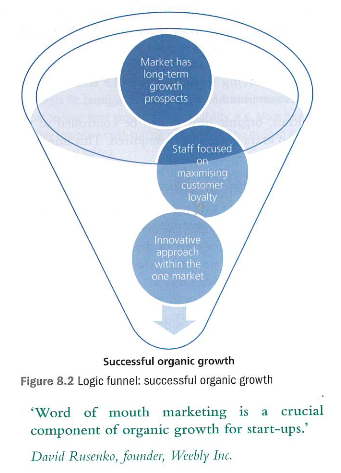 Market has
long-term
growth
prospects
Staff focused
on
maximising
customer
loyalty
Innovative
approach
within the
one market
Successful organic growth
Figure 8.2 Logic funnel: successful organic growth
‘Word of mouth marketing is a crucial
component of organic growth for start-ups.’
David Rusenko, founder, Weebly Inc.